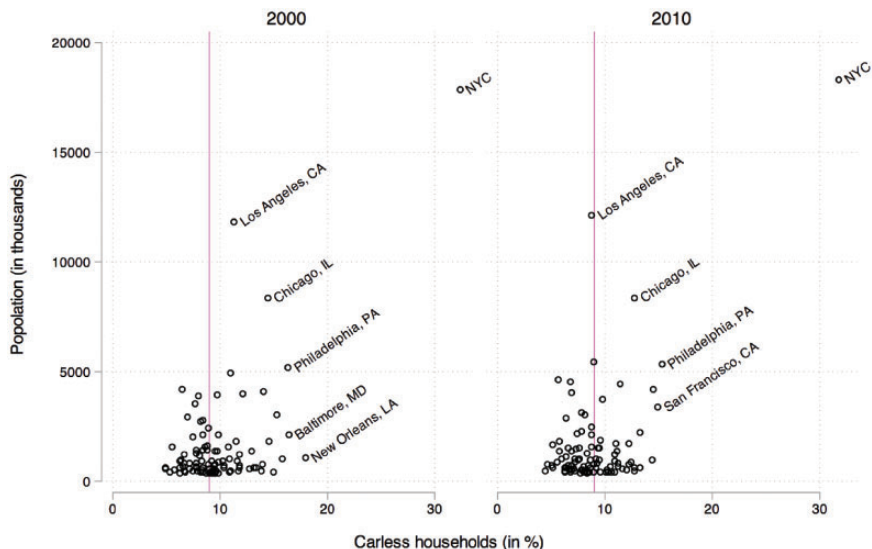 2000
2010
20000
15000
10000
5000
0
Popolation (in thousands)
NYC
Los Angeles, CA
Chicago, IL
Philadelphia, PA
Baltimore, MD
New Orleans, LA
NYC
Los Angeles, CA
Chicago, IL
Philadelphia, PA
San Francisco, CA
0 10 20 30
0 10 20 30
Carless households (in %)